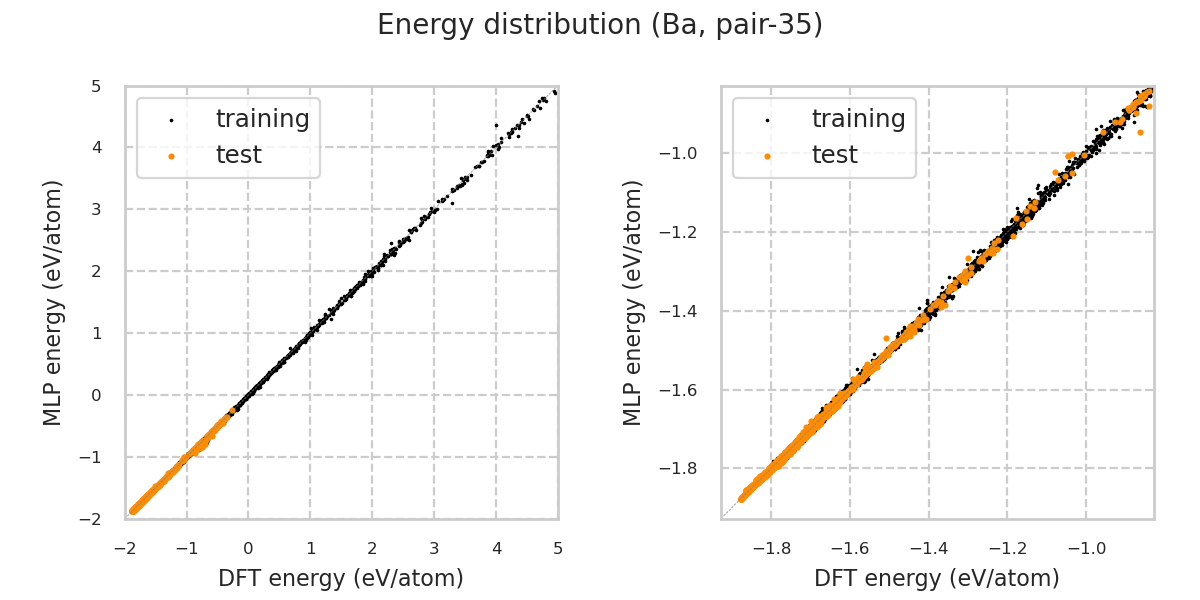 Energy distribution (Ba, pair-35)
MLP energy (eV/atom)
5
4
3
2
1
0
−1
−2
training
test
−2 −1 0 1 2 3 4 5
DFT energy (eV/atom)
MLP energy (eV/atom)
−1.0
−1.2
−1.4
−1.6
−1.8
training
test
−1.8 −1.6 −1.4 −1.2 −1.0
DFT energy (eV/atom)